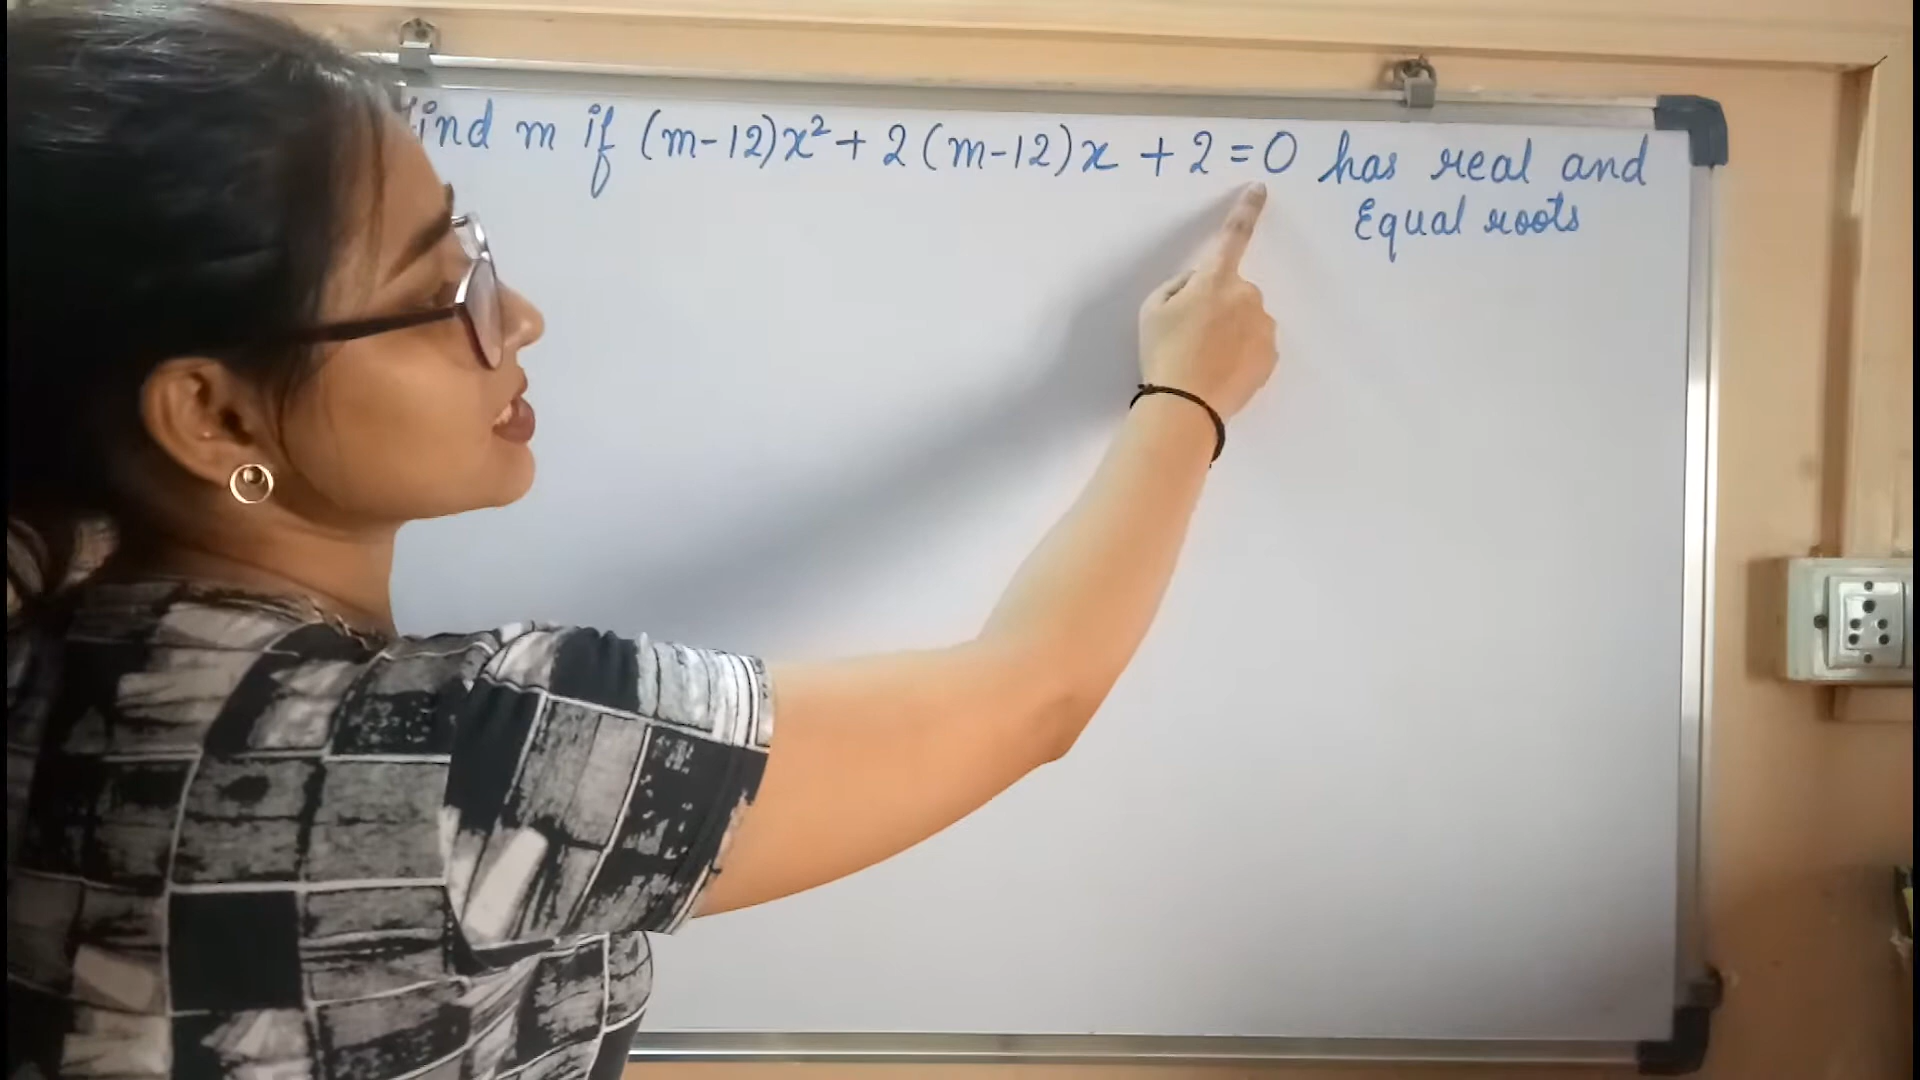 find m if (m-12)x² + 2(m-12)x + 2 = 0 has real and
Equal roots